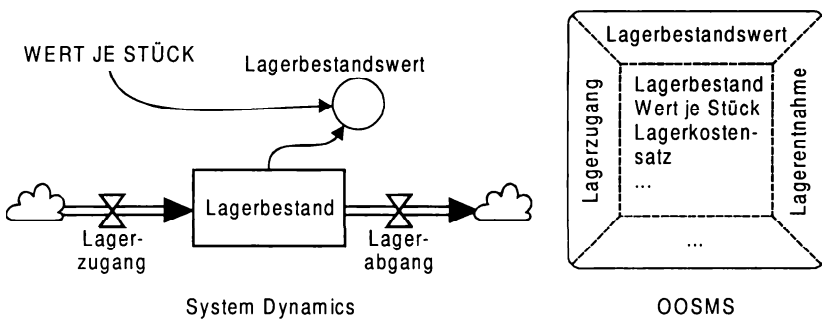 WERT JE STÜCK
Lagerbestandswert
Lagerbestand
Lager-
zugang
Lager-
abgang
System Dynamics
Lagerbestandswert
Lagerzugang
Lagerbestand
Wert je Stück
Lagerkosten-
satz
...
Lagerentnahme
...
OOSMS